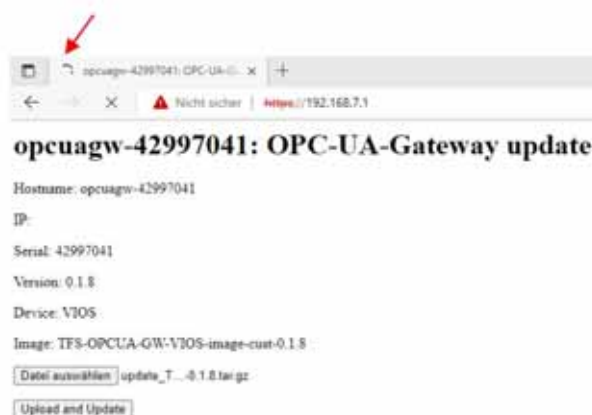 opcuagw-42997041: OPC-UA-G...
Nicht sicher | https://192.168.7.1
opcuagw-42997041: OPC-UA-Gateway update
Hostname: opcuagw-42997041
IP:
Serial: 42997041
Version: 0.1.8
Device: VIOS
Image: TFS-OPCUA-GW-VIOS-image-cust-0.1.8
Datei auswählen update_T...-0.1.8.tar.gz
Upload and Update